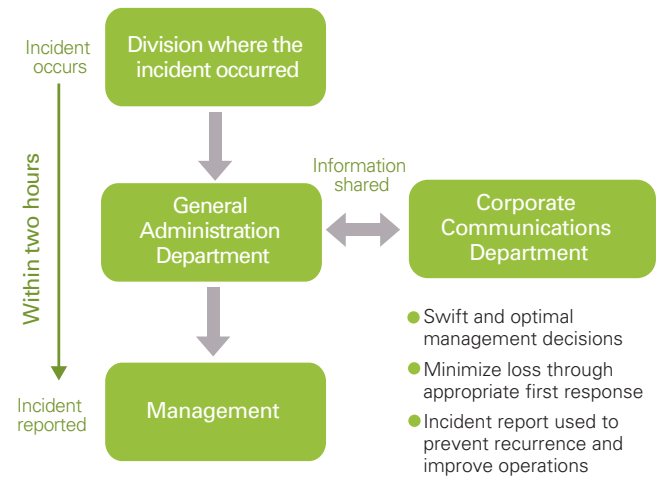 Incident
occurs
Division where the
incident occurred
Within two hours
Information
shared
General
Administration
Department
Corporate
Communications
Department
Swift and optimal
management decisions
Minimize loss through
appropriate first response
Incident report used to
prevent recurrence and
improve operations
Incident
reported
Management